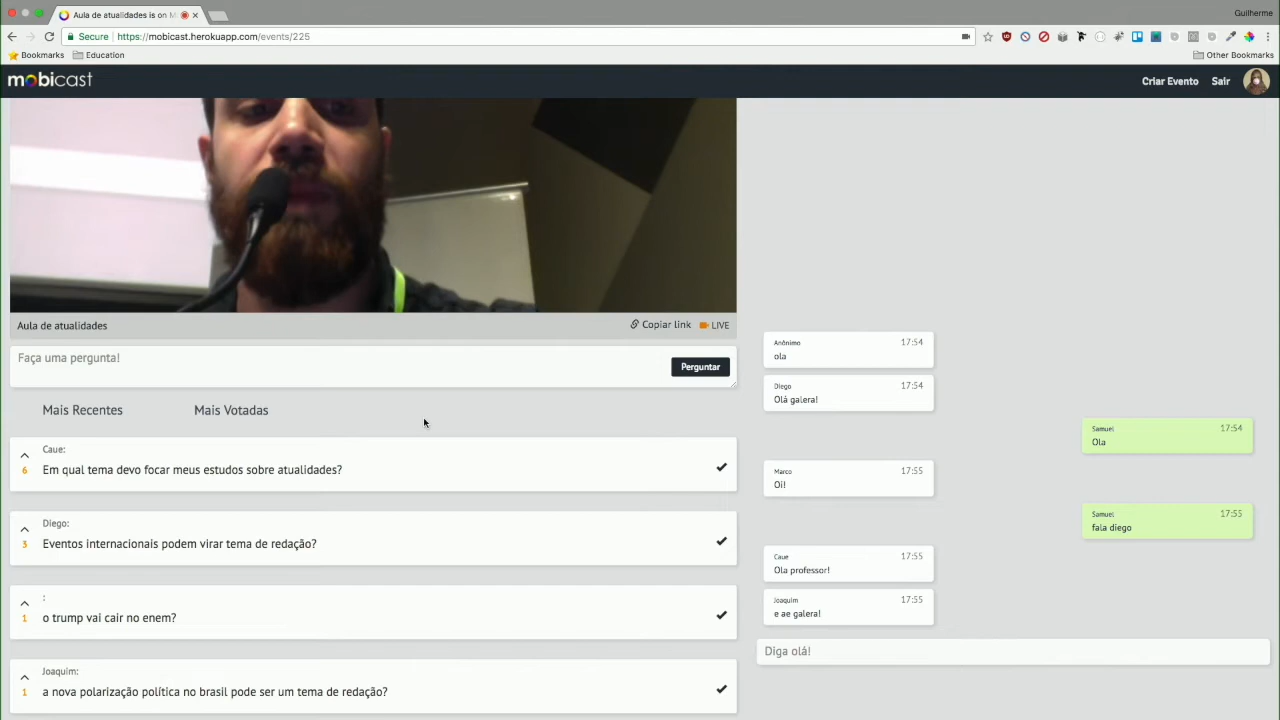 Aula de atualidades is on M
Guilherme
Secure
https://mobicast.herokuapp.com/events/225
Bookmarks
Education
Other Bookmarks
mobicast
Criar Evento
Sair
Aula de atualidades
Copiar link
LIVE
Faça uma pergunta!
Perguntar
Mais Recentes
Mais Votadas
Caue:
6
Em qual tema devo focar meus estudos sobre atualidades?
Diego:
3
Eventos internacionais podem virar tema de redação?
:
1
o trump vai cair no enem?
Joaquim:
1
a nova polarização política no brasil pode ser um tema de redação?
Anônimo 17:54
ola
Diego 17:54
Olá galera!
Samuel 17:54
Ola
Marco 17:55
Oi!
Samuel 17:55
fala diego
Caue 17:55
Ola professor!
Joaquim 17:55
e ae galera!
Diga olá!